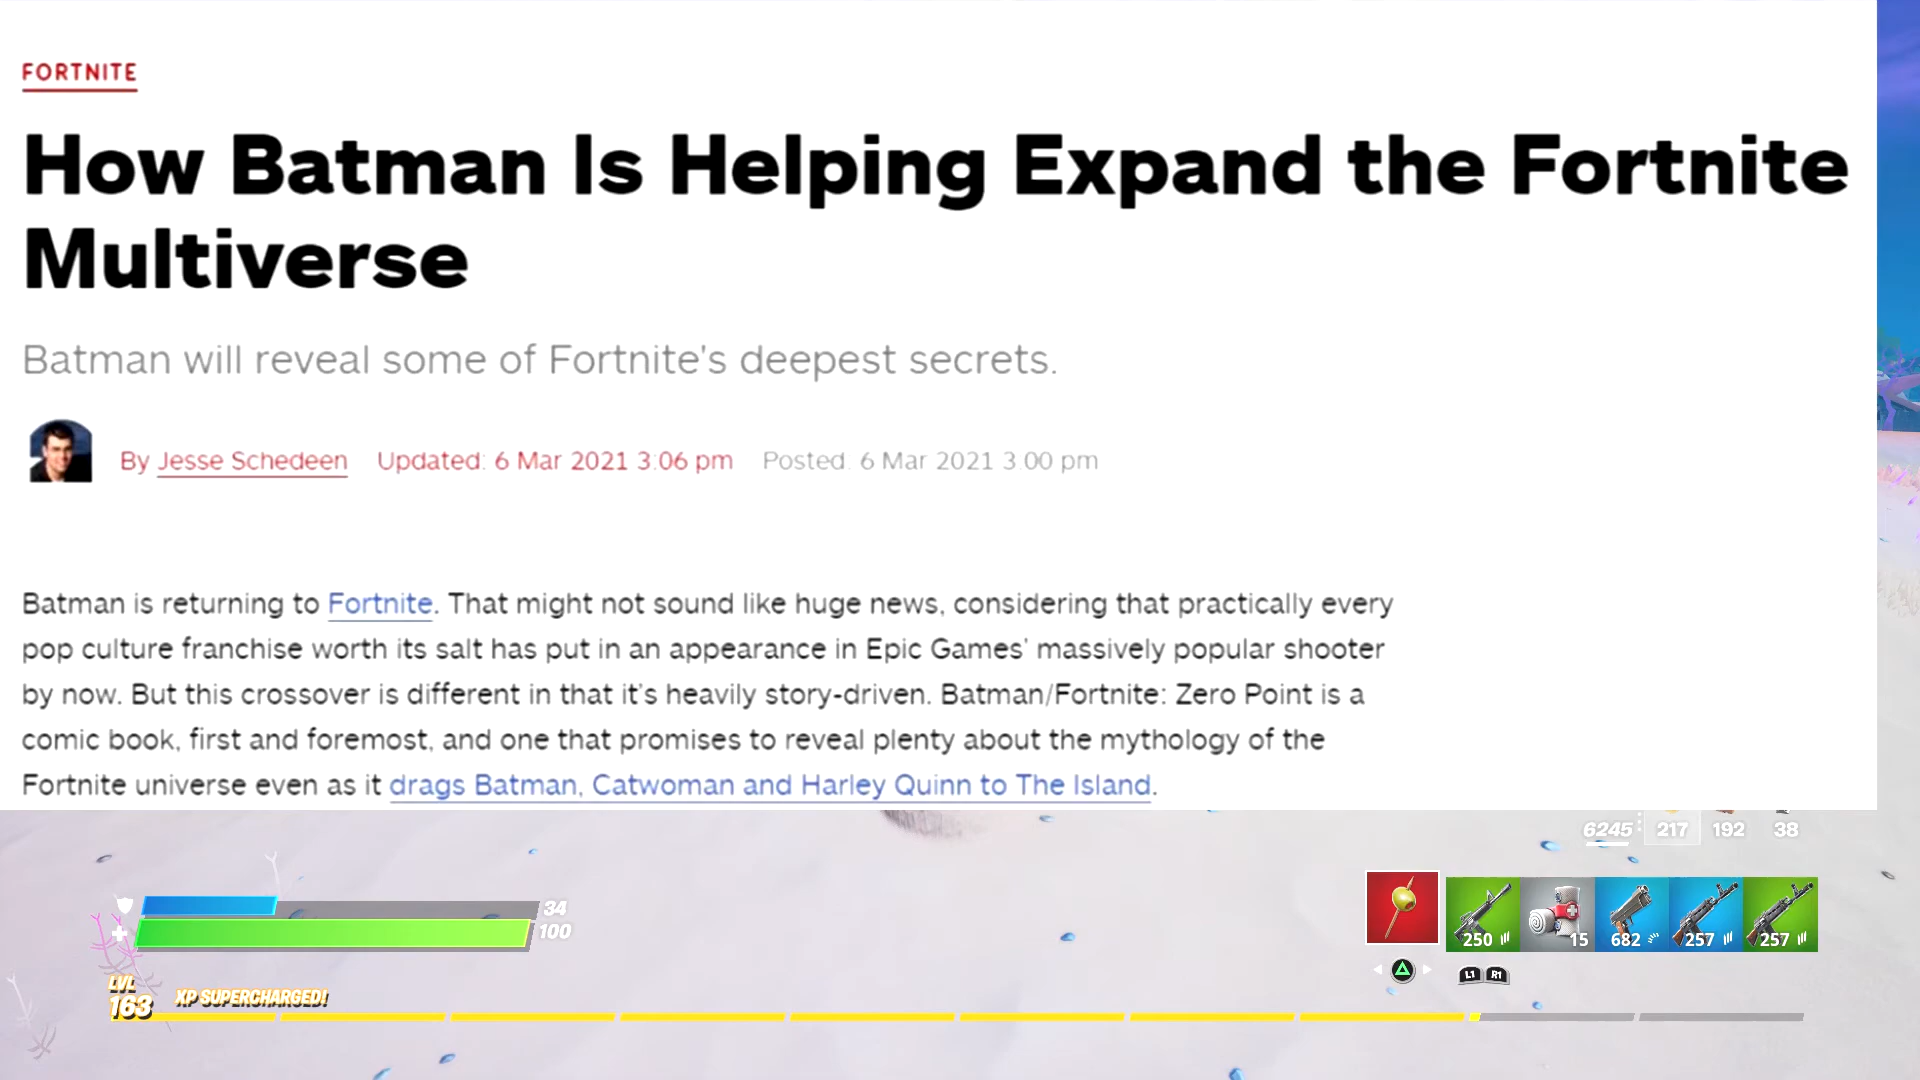 FORTNITE
How Batman Is Helping Expand the Fortnite
Multiverse
Batman will reveal some of Fortnite's deepest secrets.
By Jesse Schedeen Updated: 6 Mar 2021 3:06 pm Posted: 6 Mar 2021 3:00 pm
Batman is returning to Fortnite. That might not sound like huge news, considering that practically every
pop culture franchise worth its salt has put in an appearance in Epic Games' massively popular shooter
by now. But this crossover is different in that it's heavily story-driven. Batman/Fortnite: Zero Point is a
comic book, first and foremost, and one that promises to reveal plenty about the mythology of the
Fortnite universe even as it drags Batman, Catwoman and Harley Quinn to The Island.
6245 217 192 38
34
100
250 15 682 257 257
L1 R1
LVL
163 XP SUPERCHARGED!